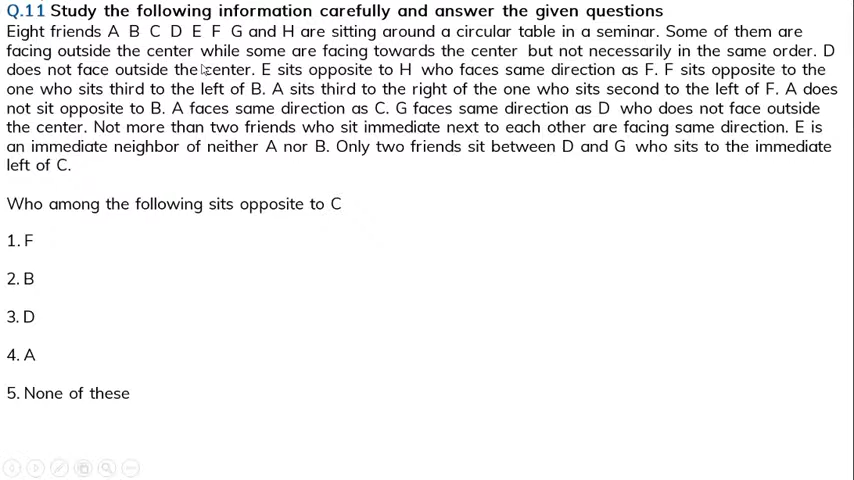 Q.11 Study the following information carefully and answer the given questions
Eight friends A B C D E F G and H are sitting around a circular table in a seminar. Some of them are
facing outside the center while some are facing towards the center but not necessarily in the same order. D
does not face outside the center. E sits opposite to H who faces same direction as F. F sits opposite to the
one who sits third to the left of B. A sits third to the right of the one who sits second to the left of F. A does
not sit opposite to B. A faces same direction as C. G faces same direction as D who does not face outside
the center. Not more than two friends who sit immediate next to each other are facing same direction. E is
an immediate neighbor of neither A nor B. Only two friends sit between D and G who sits to the immediate
left of C.
Who among the following sits opposite to C
1. F
2. B
3. D
4. A
5. None of these